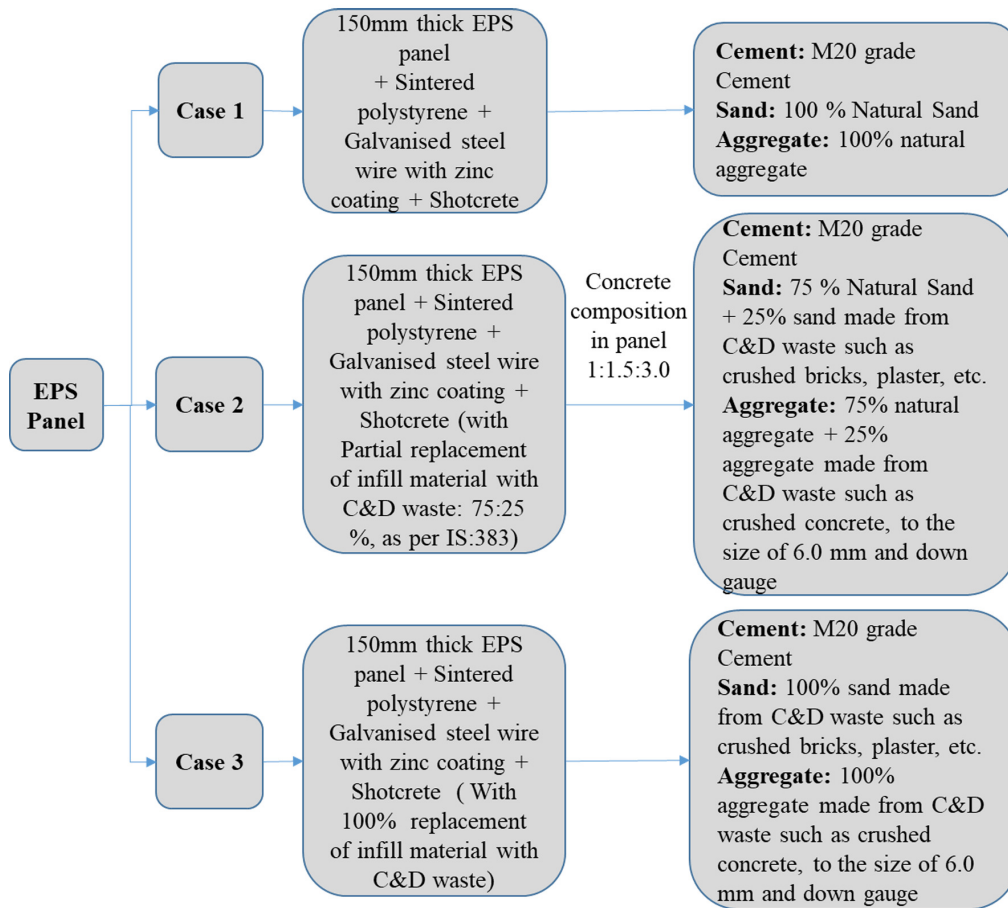 EPS
Panel
Case 1
150mm thick EPS
panel
+ Sintered
polystyrene +
Galvanised steel
wire with zinc
coating + Shotcrete
Cement: M20 grade
Cement
Sand: 100 % Natural Sand
Aggregate: 100% natural
aggregate
Case 2
150mm thick EPS
panel + Sintered
polystyrene +
Galvanised steel wire
with zinc coating +
Shotcrete (with
Partial replacement
of infill material with
C&D waste: 75:25
%, as per IS:383)
Concrete
composition
in panel
1:1.5:3.0
Cement: M20 grade
Cement
Sand: 75 % Natural Sand
+ 25% sand made from
C&D waste such as
crushed bricks, plaster, etc.
Aggregate: 75% natural
aggregate + 25%
aggregate made from
C&D waste such as
crushed concrete, to the
size of 6.0 mm and down
gauge
Case 3
150mm thick EPS
panel + Sintered
polystyrene +
Galvanised steel wire
with zinc coating +
Shotcrete ( With
100% replacement
of infill material with
C&D waste)
Cement: M20 grade
Cement
Sand: 100% sand made
from C&D waste such as
crushed bricks, plaster, etc.
Aggregate: 100%
aggregate made from C&D
waste such as crushed
concrete, to the size of 6.0
mm and down gauge